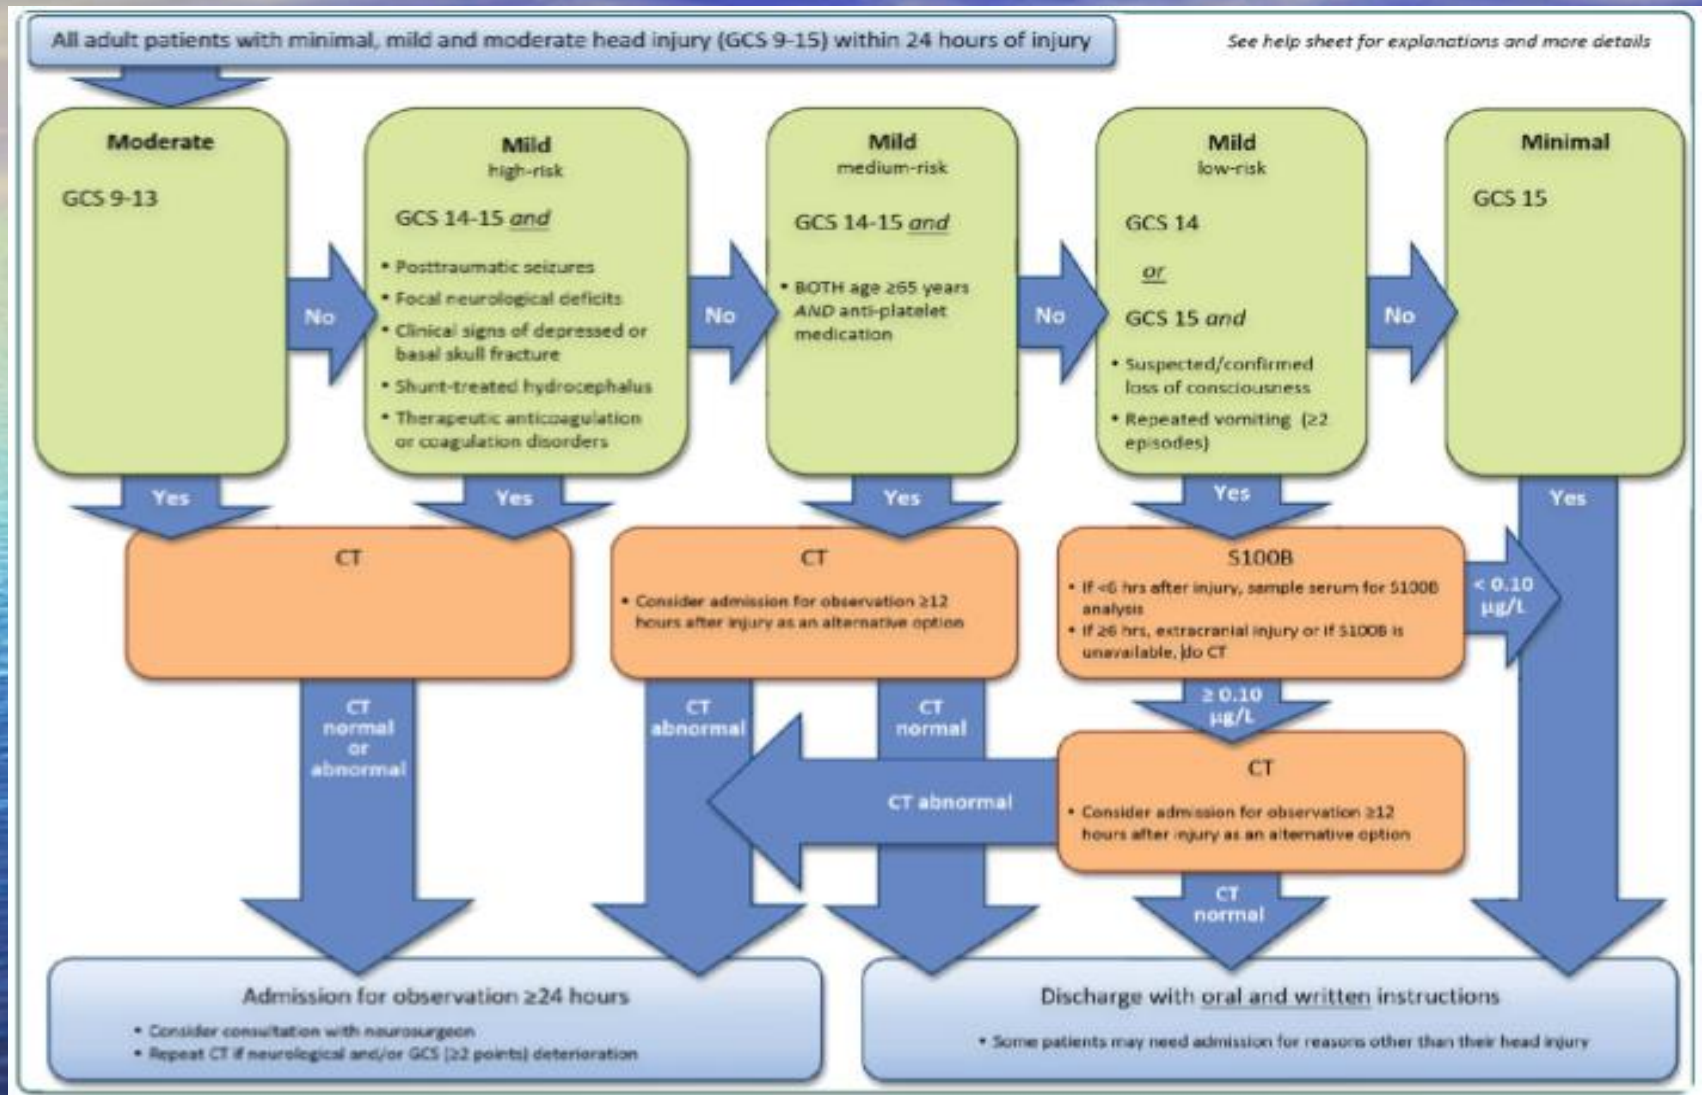 All adult patients with minimal, mild and moderate head injury (GCS 9-15) within 24 hours of injury
See help sheet for explanations and more details
Moderate
GCS 9-13
No
Mild
high-risk
GCS 14-15 and
• Posttraumatic seizures
• Focal neurological deficits
• Clinical signs of depressed or
basal skull fracture
• Shunt-treated hydrocephalus
• Therapeutic anticoagulation
or coagulation disorders
No
Mild
medium-risk
GCS 14-15 and
• BOTH age ≥65 years
AND anti-platelet
medication
No
Mild
low-risk
GCS 14
or
GCS 15 and
• Suspected/confirmed
loss of consciousness
• Repeated vomiting (≥2
episodes)
No
Minimal
GCS 15
Yes
Yes
Yes
Yes
Yes
CT
CT
• Consider admission for observation ≥12
hours after injury as an alternative option
S100B
• If <6 hrs after injury, sample serum for S100B
analysis
• If ≥6 hrs, extracranial injury or if S100B is
unavailable, do CT
< 0.10
µg/L
CT
normal
or
abnormal
CT
abnormal
CT
normal
≥ 0.10
µg/L
CT abnormal
CT
• Consider admission for observation ≥12
hours after injury as an alternative option
CT
normal
Admission for observation ≥24 hours
• Consider consultation with neurosurgeon
• Repeat CT if neurological and/or GCS (≥2 points) deterioration
Discharge with oral and written instructions
• Some patients may need admission for reasons other than their head injury